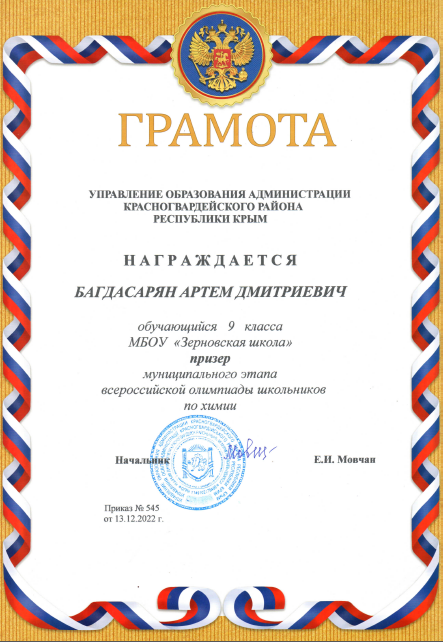 ГРАМОТА
УПРАВЛЕНИЕ ОБРАЗОВАНИЯ АДМИНИСТРАЦИИ
КРАСНОГВАРДЕЙСКОГО РАЙОНА
РЕСПУБЛИКИ КРЫМ
НАГРАЖДАЕТСЯ
БАГДАСАРЯН АРТЕМ ДМИТРИЕВИЧ
обучающийся 9 класса
МБОУ «Зерновская школа»
призер
муниципального этапа
всероссийской олимпиады школьников
по химии
Начальник Е.И. Мовчан
Приказ № 545
от 13.12.2022 г.